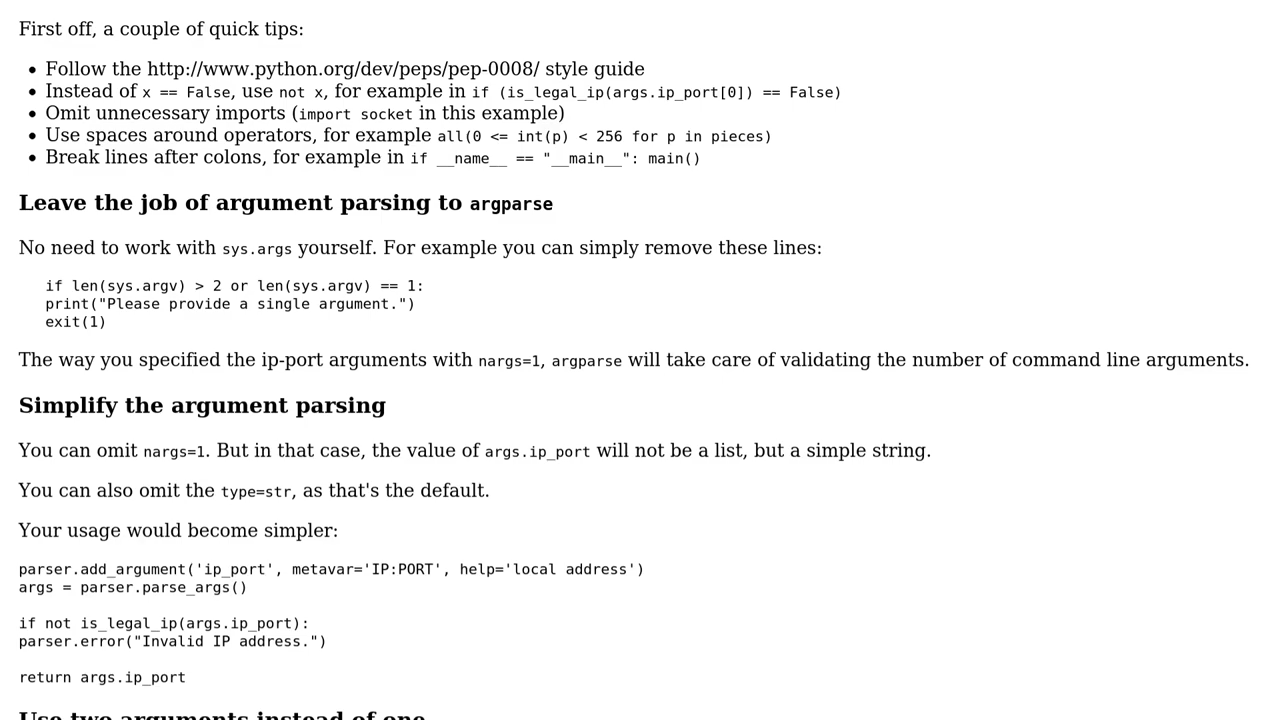 First off, a couple of quick tips:
• Follow the http://www.python.org/dev/peps/pep-0008/ style guide
• Instead of x == False, use not x, for example in if (is_legal_ip(args.ip_port[0]) == False)
• Omit unnecessary imports (import socket in this example)
• Use spaces around operators, for example all(0 <= int(p) < 256 for p in pieces)
• Break lines after colons, for example in if __name__ == "__main__": main()
Leave the job of argument parsing to argparse
No need to work with sys.args yourself. For example you can simply remove these lines:
if len(sys.argv) > 2 or len(sys.argv) == 1:
print("Please provide a single argument.")
exit(1)
The way you specified the ip-port arguments with nargs=1, argparse will take care of validating the number of command line arguments.
Simplify the argument parsing
You can omit nargs=1. But in that case, the value of args.ip_port will not be a list, but a simple string.
You can also omit the type=str, as that's the default.
Your usage would become simpler:
parser.add_argument('ip_port', metavar='IP:PORT', help='local address')
args = parser.parse_args()
if not is_legal_ip(args.ip_port):
parser.error("Invalid IP address.")
return args.ip_port
Use two arguments instead of one